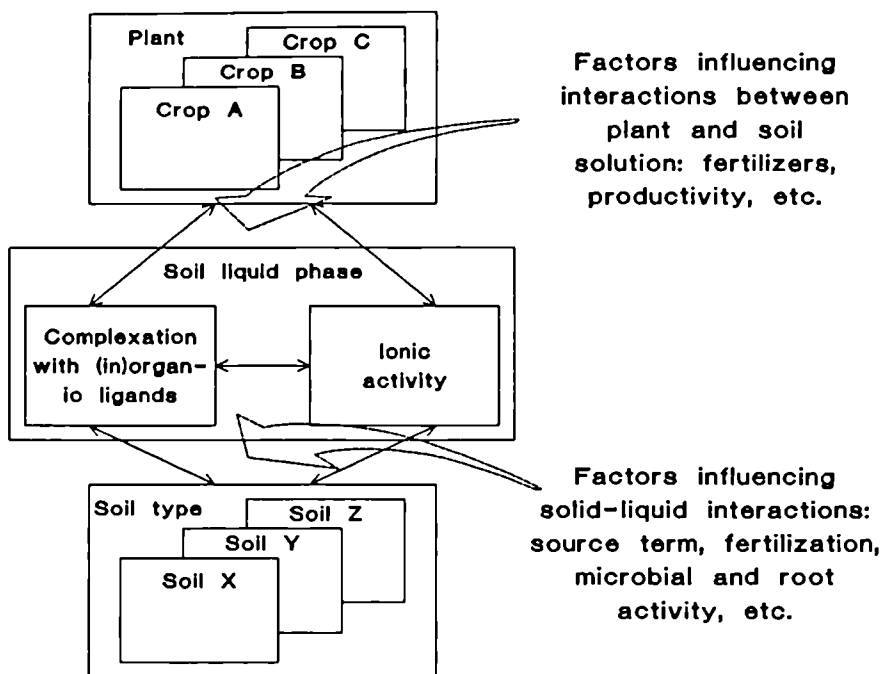 Plant
Crop C
Crop B
Crop A
Factors influencing
interactions between
plant and soil
solution: fertilizers,
productivity, etc.
Soil liquid phase
Complexation
with (in)organ-
io ligands
Ionic
activity
Factors influencing
solid-liquid interactions:
source term, fertilization,
microbial and root
activity, etc.
Soil type
Soil Z
Soil Y
Soil X